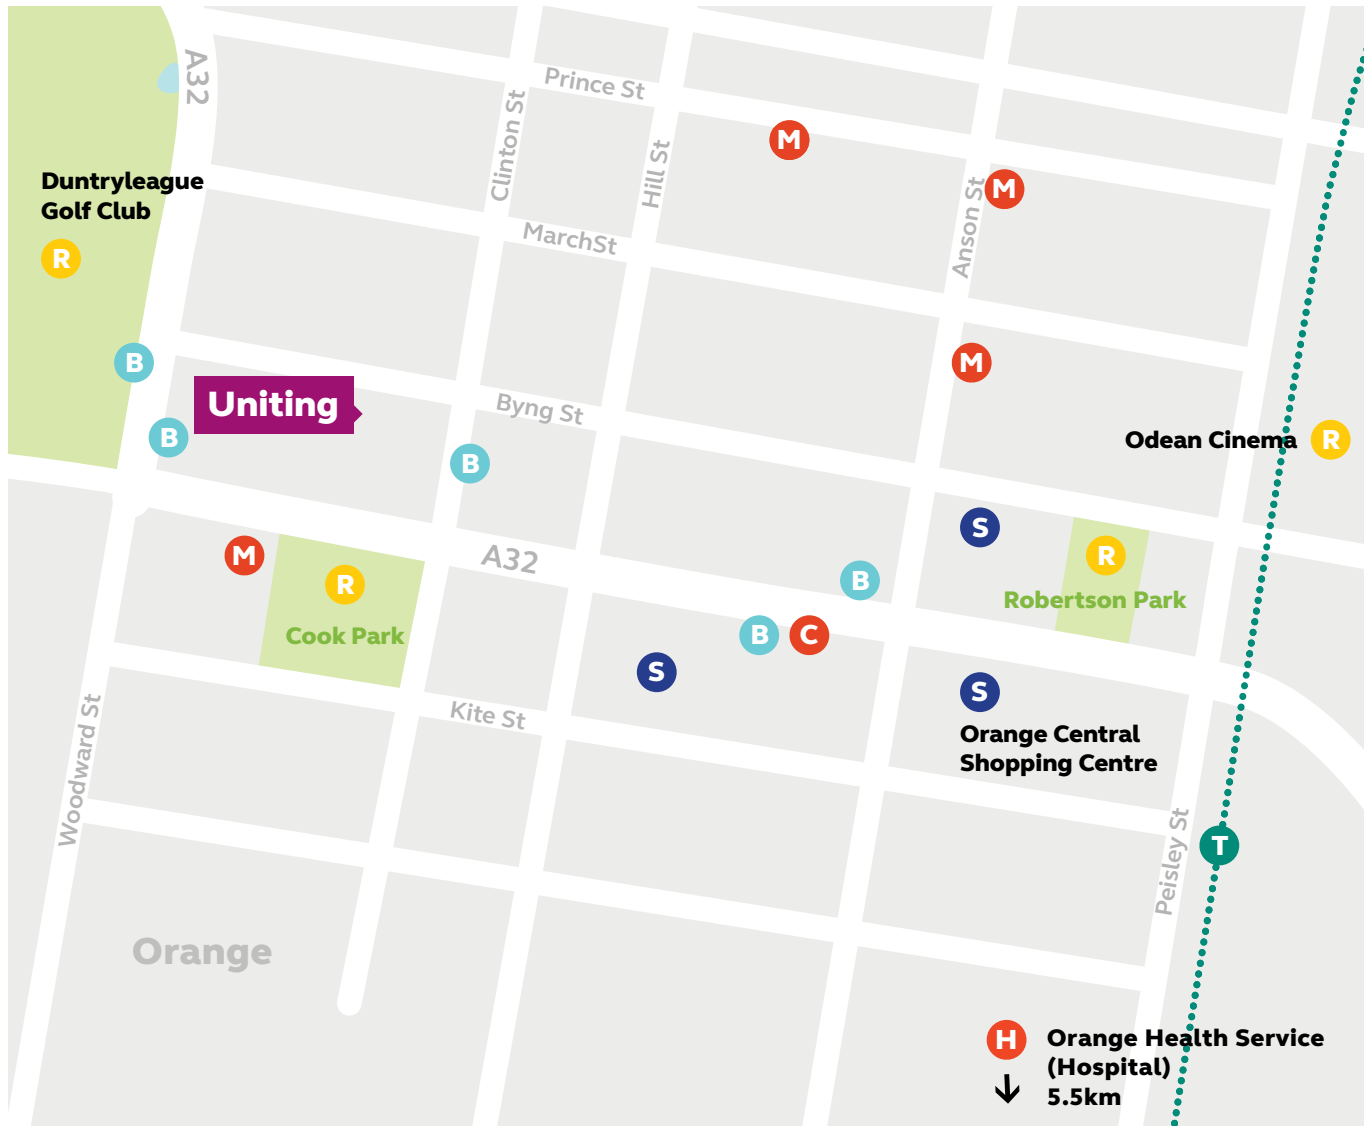 A32
Prince St
Clinton St
Hill St
M
M
Anson St
Duntryleague
Golf Club
R
MarchSt
B
M
Uniting
Byng St
B
B
Odean Cinema
R
S
M
R
Cook Park
A32
B
R
Robertson Park
B
C
S
S
Orange Central
Shopping Centre
Kite St
Woodward St
Peisley St
T
Orange
H
Orange Health Service
(Hospital)
5.5km